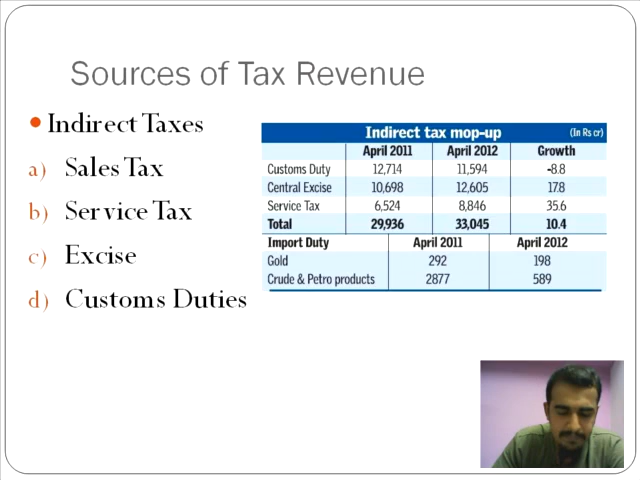 Sources of Tax Revenue
• Indirect Taxes
a) Sales Tax
b) Service Tax
c) Excise
d) Customs Duties
Indirect tax mop-up (In Rs cr)
April 2011 April 2012 Growth
Customs Duty 12,714 11,594 -8.8
Central Excise 10,698 12,605 17.8
Service Tax 6,524 8,846 35.6
Total 29,936 33,045 10.4
Import Duty April 2011 April 2012
Gold 292 198
Crude & Petro products 2877 589